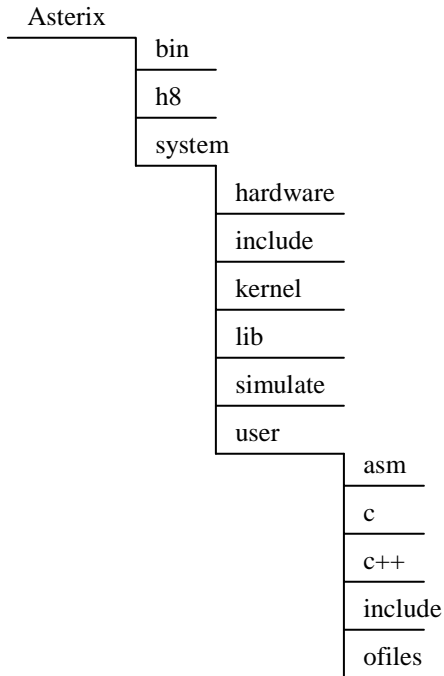 Asterix
bin
h8
system
hardware
include
kernel
lib
simulate
user
asm
c
c++
include
ofiles